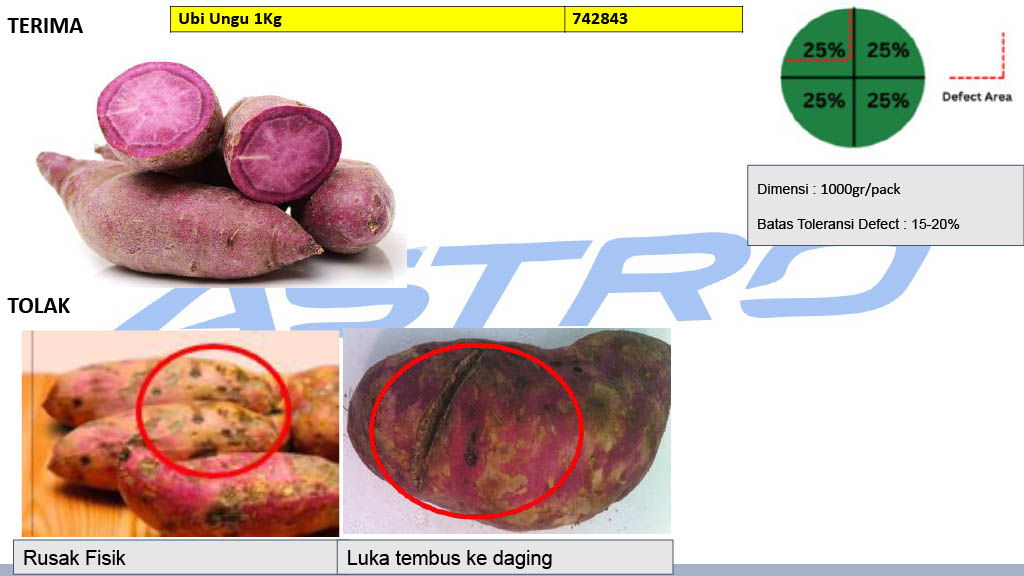 TERIMA
Ubi Ungu 1Kg 742843
25% 25%
25% 25%
Defect Area
Dimensi : 1000gr/pack
Batas Toleransi Defect : 15-20%
ASTRO
TOLAK
Rusak Fisik
Luka tembus ke daging